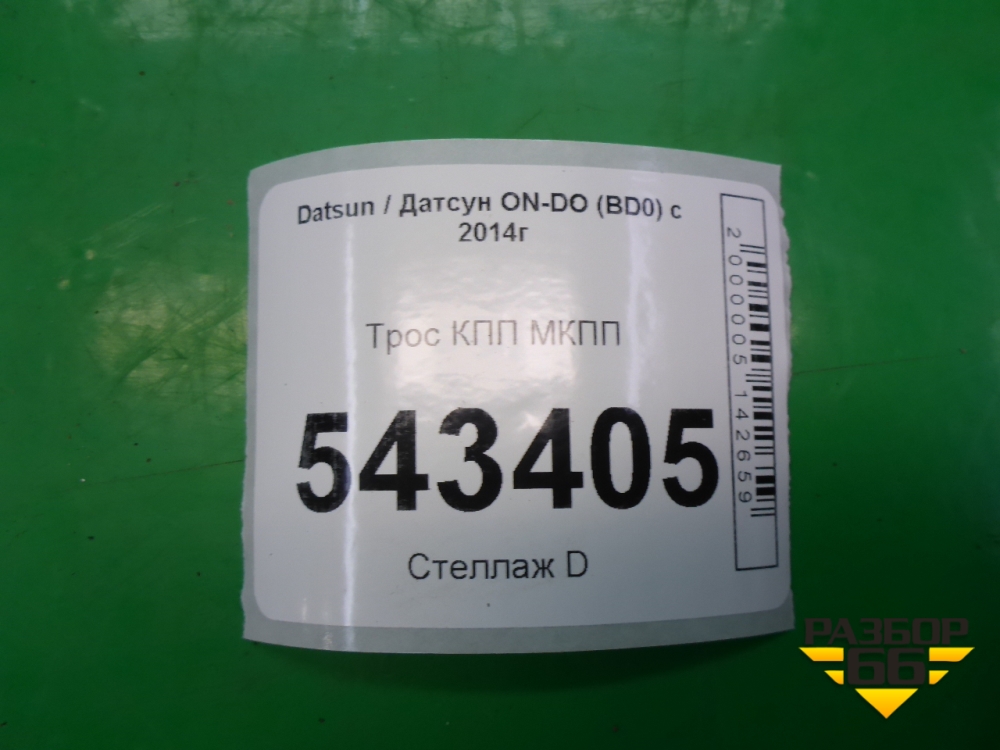 Datsun / Датсун ON-DO (BD0) с
2014г
Трос КПП МКПП
543405
Стеллаж D
2000005142659
РАЗБОР
66